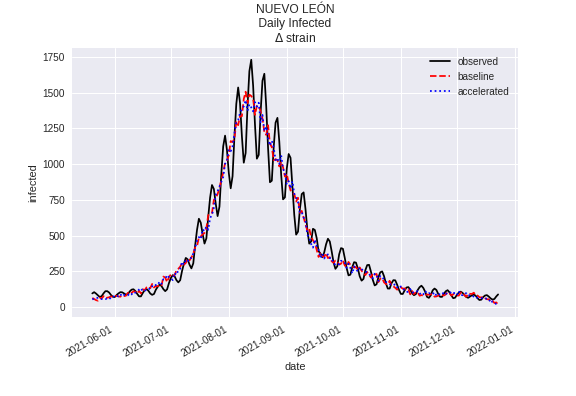 NUEVO LEÓN
Daily Infected
Δ strain
observed
baseline
accelerated
infected
1750
1500
1250
1000
750
500
250
0
2021-06-01
2021-07-01
2021-08-01
2021-09-01
2021-10-01
2021-11-01
2021-12-01
2022-01-01
date